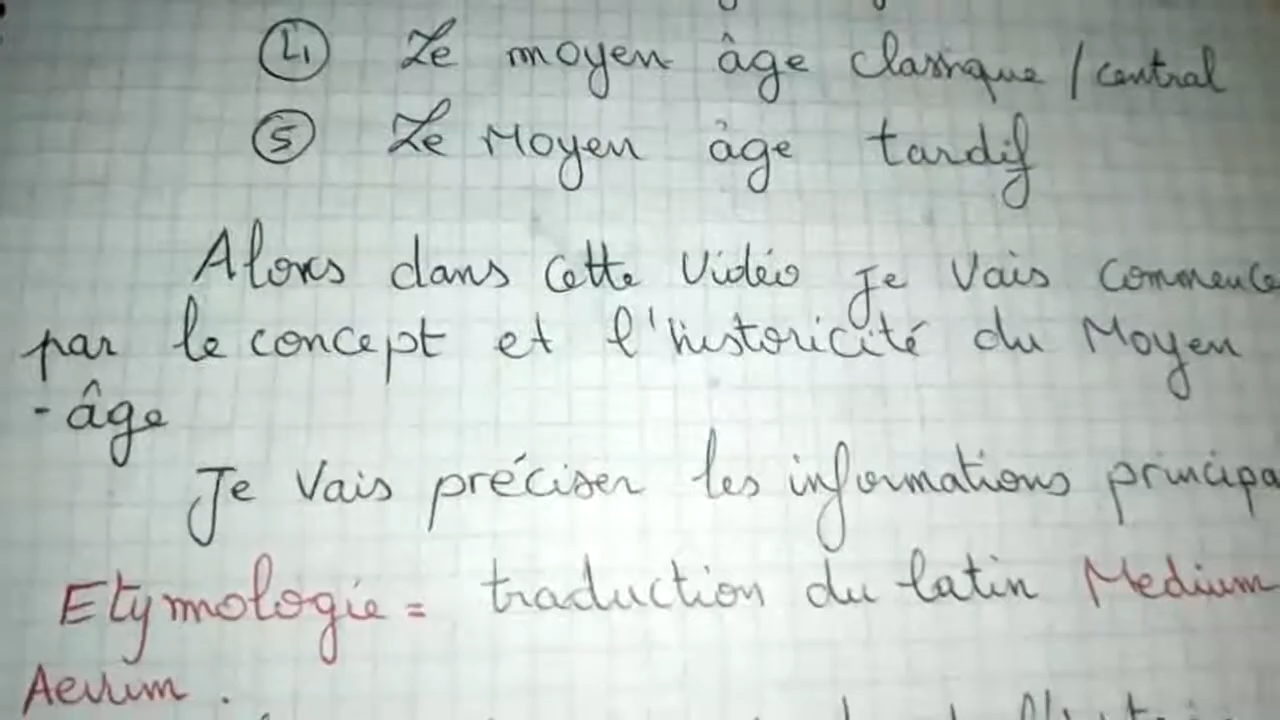 ④ Le moyen âge classique / central
⑤ Le Moyen âge tardif
Alors dans cette vidéo je vais commence
par le concept et l'historicité du Moyen
- âge
Je vais préciser les informations principa
Etymologie = traduction du latin Medium
Aevum .